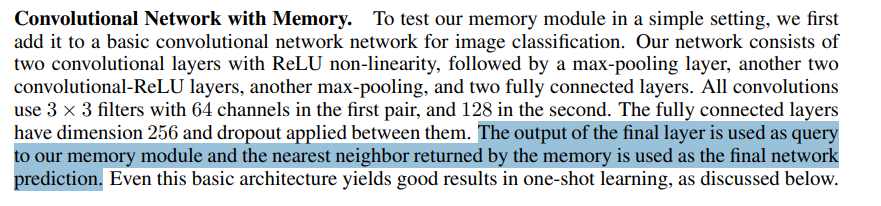 Convolutional Network with Memory. To test our memory module in a simple setting, we first
add it to a basic convolutional network network for image classification. Our network consists of
two convolutional layers with ReLU non-linearity, followed by a max-pooling layer, another two
convolutional-ReLU layers, another max-pooling, and two fully connected layers. All convolutions
use 3 × 3 filters with 64 channels in the first pair, and 128 in the second. The fully connected layers
have dimension 256 and dropout applied between them. The output of the final layer is used as query
to our memory module and the nearest neighbor returned by the memory is used as the final network
prediction. Even this basic architecture yields good results in one-shot learning, as discussed below.